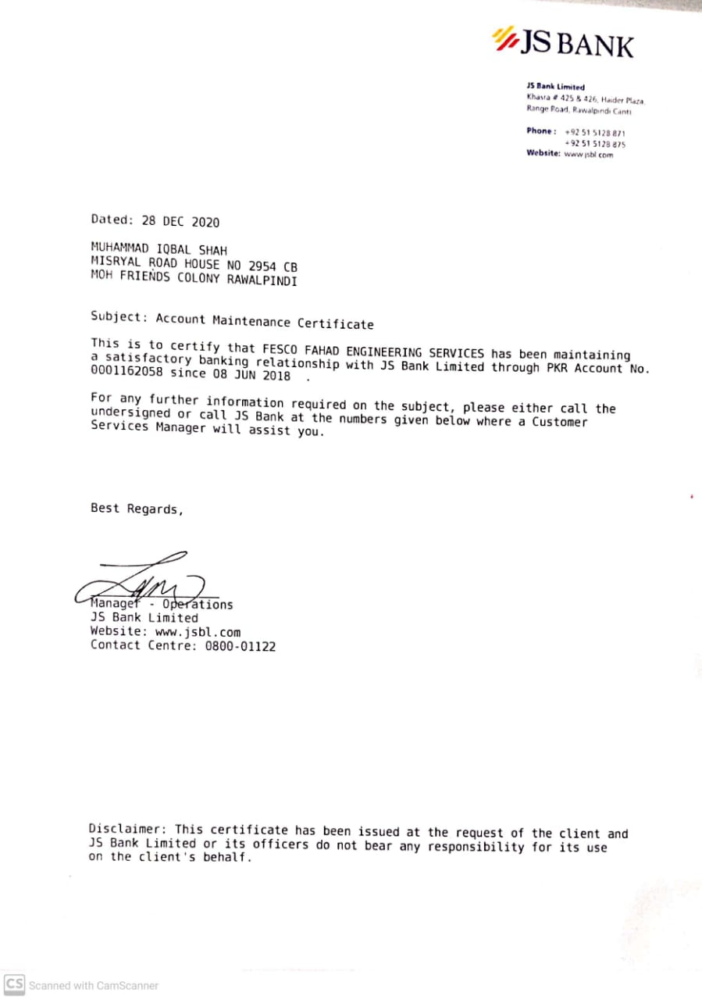 JS BANK
JS Bank Limited
Khasra # 425 & 426, Haider Plaza,
Range Road, Rawalpindi Cantt
Phone : +92 51 5128 871
+92 51 5128 875
Website: www.jsbl.com
Dated: 28 DEC 2020
MUHAMMAD IQBAL SHAH
MISRYAL ROAD HOUSE NO 2954 CB
MOH FRIENDS COLONY RAWALPINDI
Subject: Account Maintenance Certificate
This is to certify that FESCO FAHAD ENGINEERING SERVICES has been maintaining
a satisfactory banking relationship with JS Bank Limited through PKR Account No.
0001162058 since 08 JUN 2018 .
For any further information required on the subject, please either call the
undersigned or call JS Bank at the numbers given below where a Customer
Services Manager will assist you.
Best Regards,
Manager - Operations
JS Bank Limited
Website: www.jsbl.com
Contact Centre: 0800-01122
Disclaimer: This certificate has been issued at the request of the client and
JS Bank Limited or its officers do not bear any responsibility for its use
on the client's behalf.
CS Scanned with CamScanner